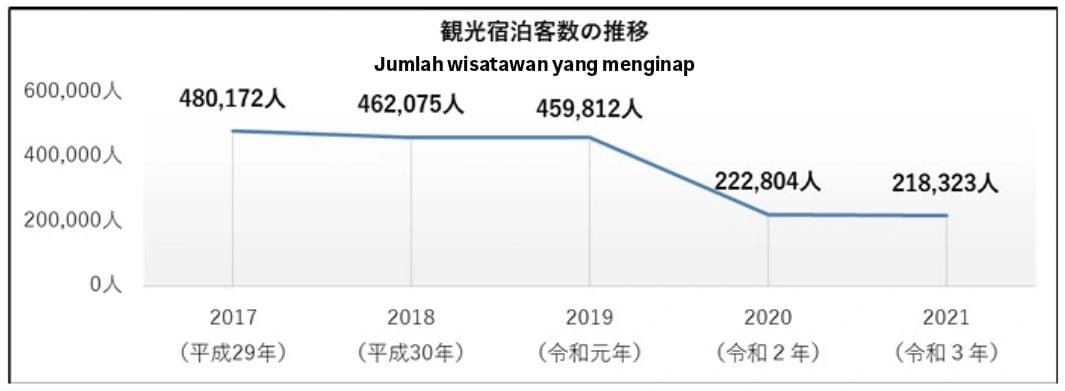 観光宿泊客数の推移
Jumlah wisatawan yang menginap
600,000人
400,000人
200,000人
0人
480,172人
462,075人
459,812人
222,804人
218,323人
2017 2018 2019 2020 2021
（平成29年） （平成30年） （令和元年） （令和２年） （令和３年）